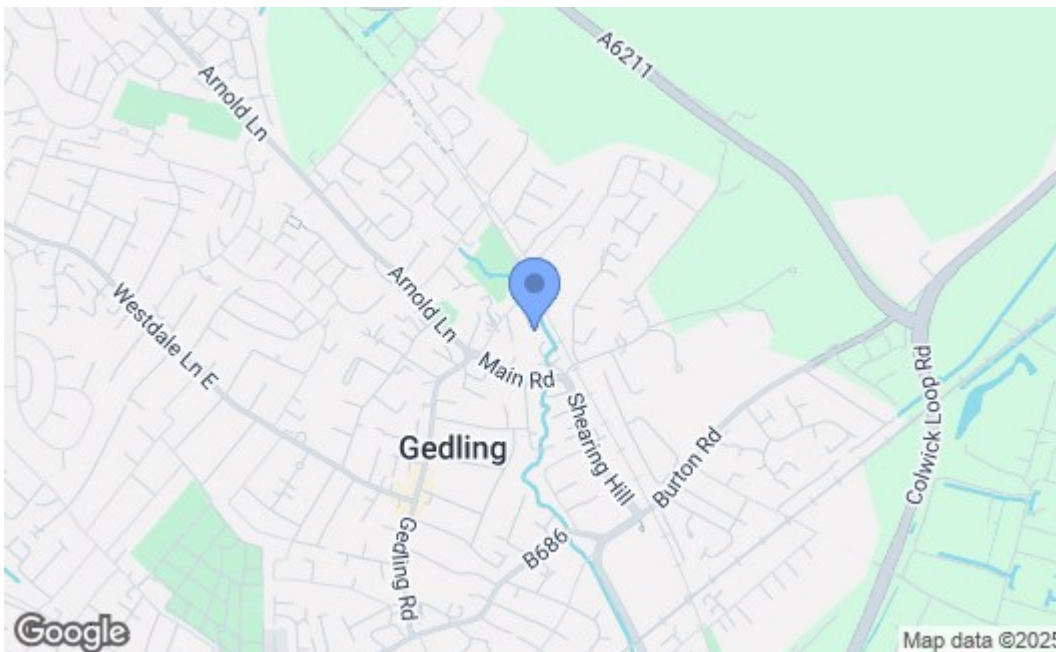 A6211
Arnold Ln
Arnold Ln
Westdale Ln E
Main Rd
Colwick Loop Rd
Shearing Hill
Gedling
Burton Rd
Gedling Rd
B686
Google
Map data ©2025